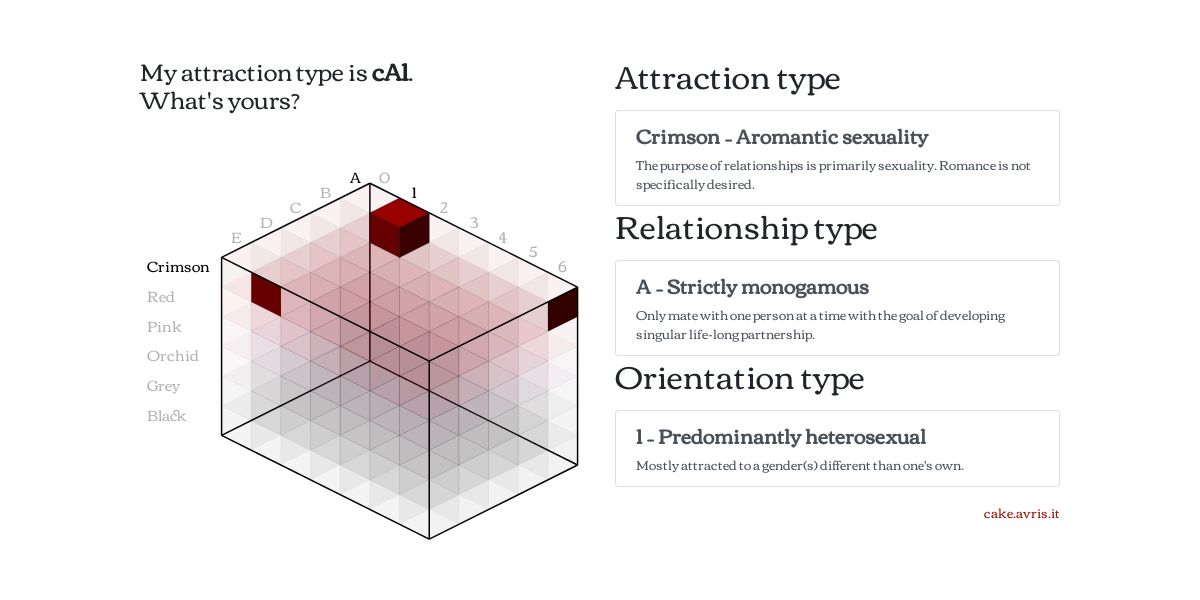 My attraction type is cA1.
What's yours?
A
O
B
1
C
2
D
3
E
4
5
6
Crimson
Red
Pink
Orchid
Grey
Black
Attraction type
Crimson - Aromantic sexuality
The purpose of relationships is primarily sexuality. Romance is not
specifically desired.
Relationship type
A - Strictly monogamous
Only mate with one person at a time with the goal of developing
singular life-long partnership.
Orientation type
1 - Predominantly heterosexual
Mostly attracted to a gender(s) different than one's own.
cake.avris.it